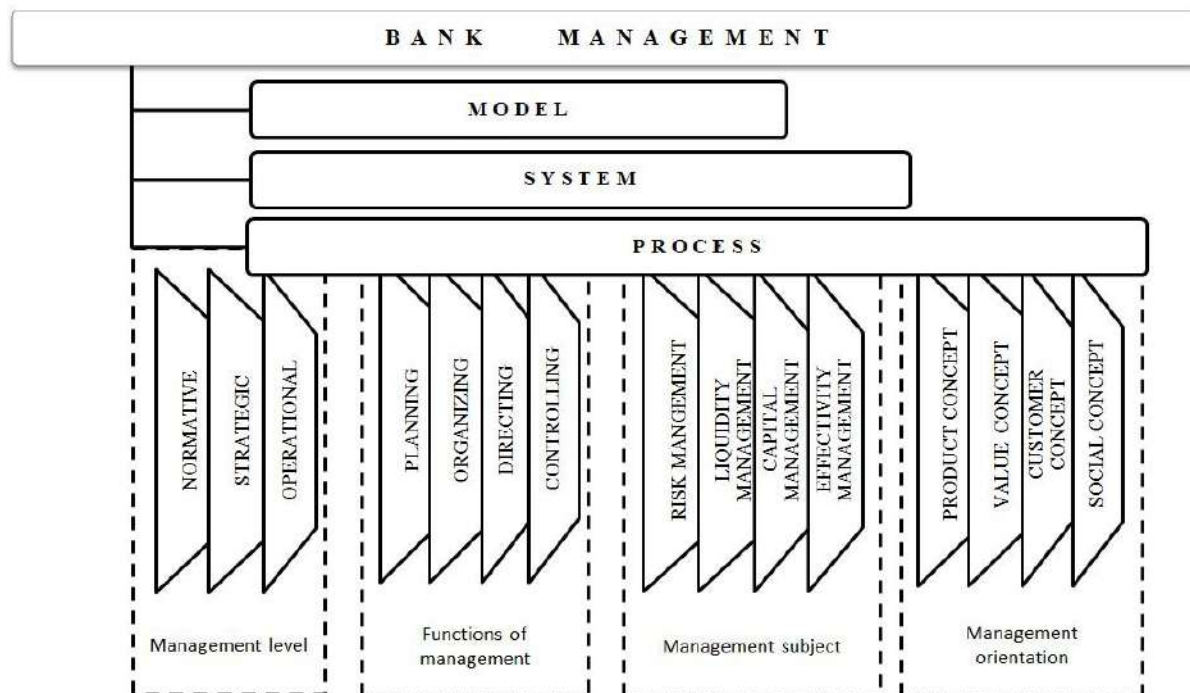 BANK MANAGEMENT
MODEL
SYSTEM
PROCESS
NORMATIVE
STRATEGIC
OPERATIONAL
PLANNING
ORGANIZING
DIRECTING
CONTROLLING
RISK MANGEMENT
LIQUIDITY
MANAGEMENT
CAPITAL
MANAGEMENT
EFFECTIVITY
MANAGEMENT
PRODUCT CONCEPT
VALUE CONCEPT
CUSTOMER
CONCEPT
SOCIAL CONCEPT
Management level
Functions of
management
Management subject
Management
orientation